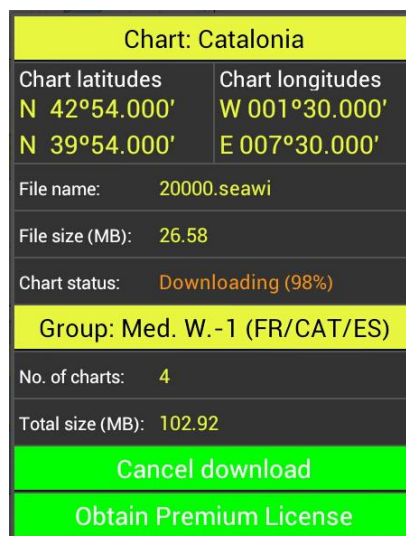 Chart: Catalonia
Chart latitudes Chart longitudes
N 42º54.000' W 001º30.000'
N 39º54.000' E 007º30.000'
File name: 20000.seawi
File size (MB): 26.58
Chart status: Downloading (98%)
Group: Med. W.-1 (FR/CAT/ES)
No. of charts: 4
Total size (MB): 102.92
Cancel download
Obtain Premium License